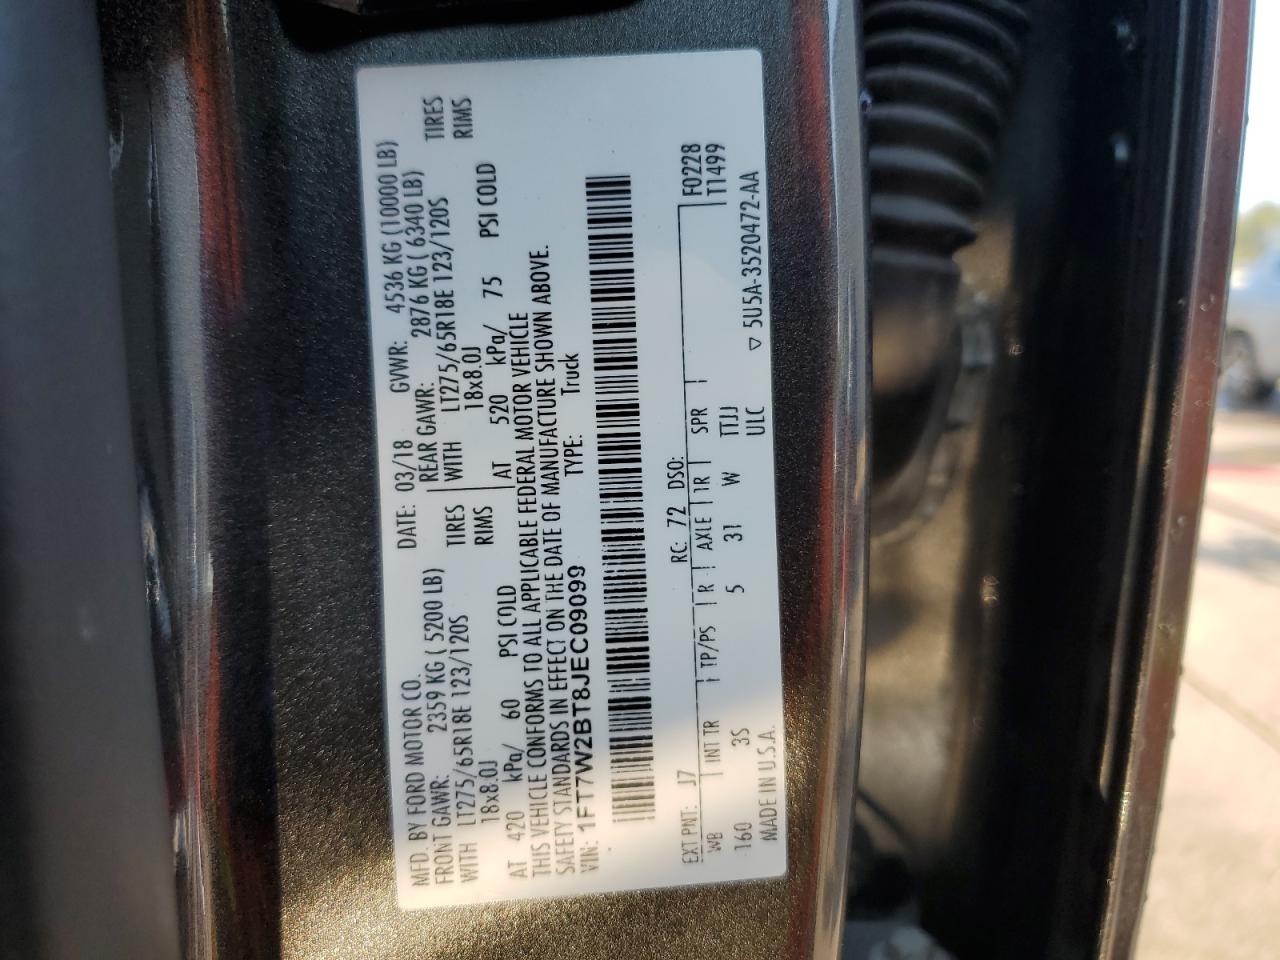 MFD. BY FORD MOTOR CO. DATE: 03/18 GVWR: 4536 KG (10000 LB)
FRONT GAWR: 2359 KG ( 5200 LB) REAR GAWR: 2876 KG ( 6340 LB)
WITH LT275/65R18E 123/120S TIRES WITH LT275/65R18E 123/120S TIRES
18x8.0J RIMS 18x8.0J RIMS
AT 420 kPa/ 60 PSI COLD AT 520 kPa/ 75 PSI COLD
THIS VEHICLE CONFORMS TO ALL APPLICABLE FEDERAL MOTOR VEHICLE
SAFETY STANDARDS IN EFFECT ON THE DATE OF MANUFACTURE SHOWN ABOVE.
VIN: 1FT7W2BT8JEC09099 TYPE: Truck
EXT PNT: J7 RC: 72 DSO: F0228
WB INT TR TP/PS R AXLE TR SPR T1499
160 3S 5 31 W TTJJ
MADE IN U.S.A. ULC ▽ 5U5A-3520472-AA